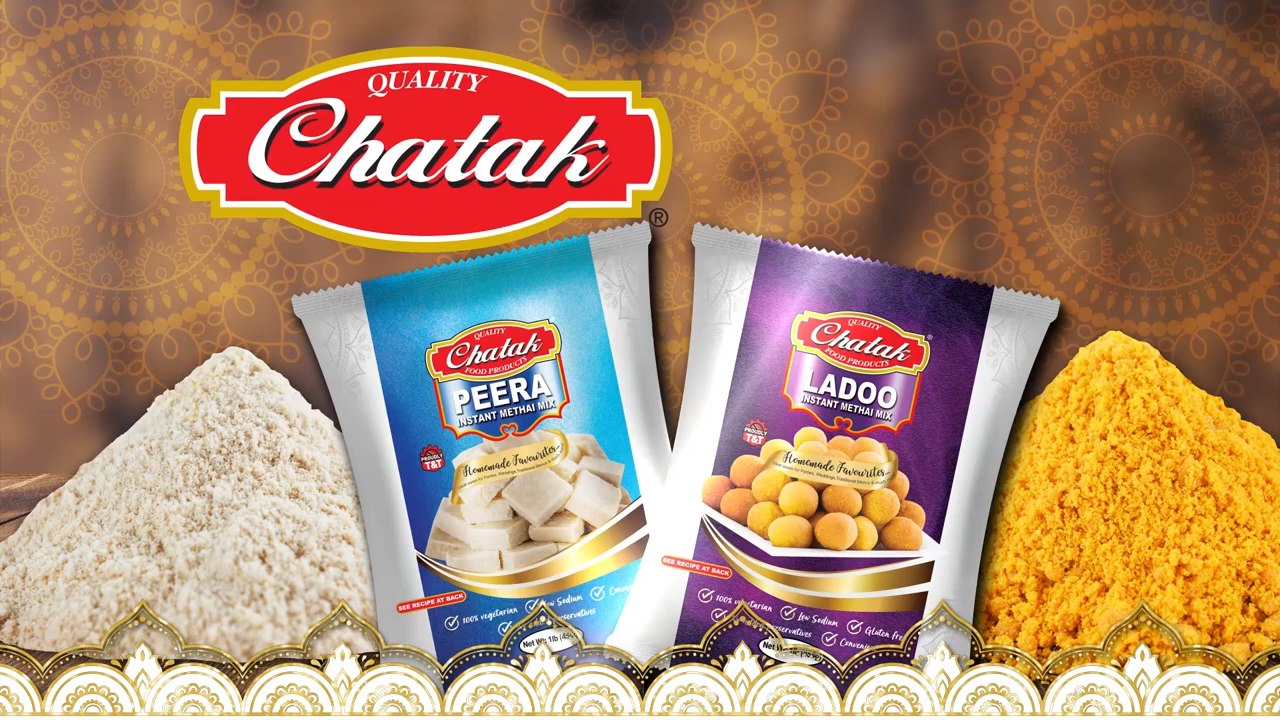 QUALITY
Chatak
®
QUALITY
Chatak
FOOD PRODUCTS
PEERA
INSTANT METHAI MIX
PROUDLY
T&T
Homemade Favourites
SEE RECIPE AT BACK
100% vegetarian
Low Sodium
Net Wt: 1lb
QUALITY
Chatak
®
FOOD PRODUCTS
LADOO
INSTANT METHAI MIX
PROUDLY
T&T
Homemade Favourites
SEE RECIPE AT BACK
100% vegetarian
Low Sodium
Gluten Fre